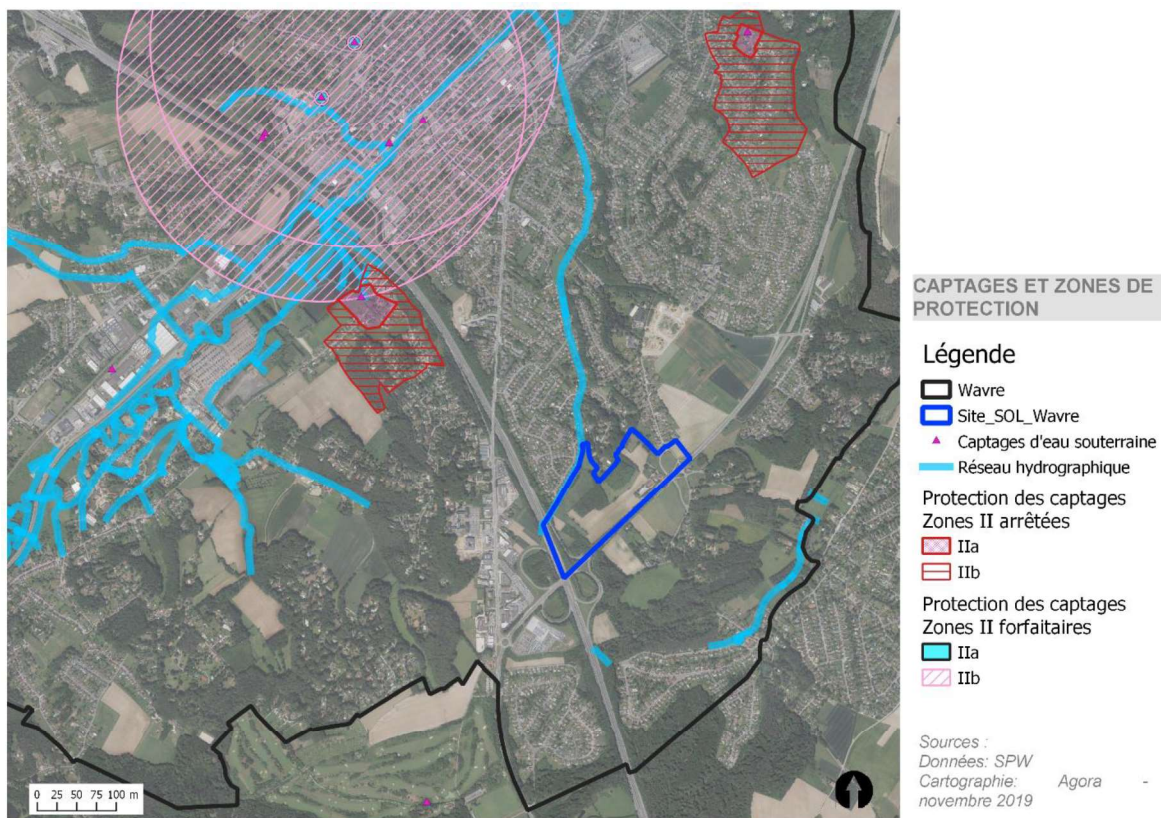 CAPTAGES ET ZONES DE
PROTECTION
Légende
Wavre
Site_SOL_Wavre
Captages d'eau souterraine
Réseau hydrographique
Protection des captages
Zones II arrêtées
IIa
IIb
Protection des captages
Zones II forfaitaires
IIa
IIb
Sources :
Données: SPW
Cartographie: Agora -
novembre 2019
0 25 50 75 100 m